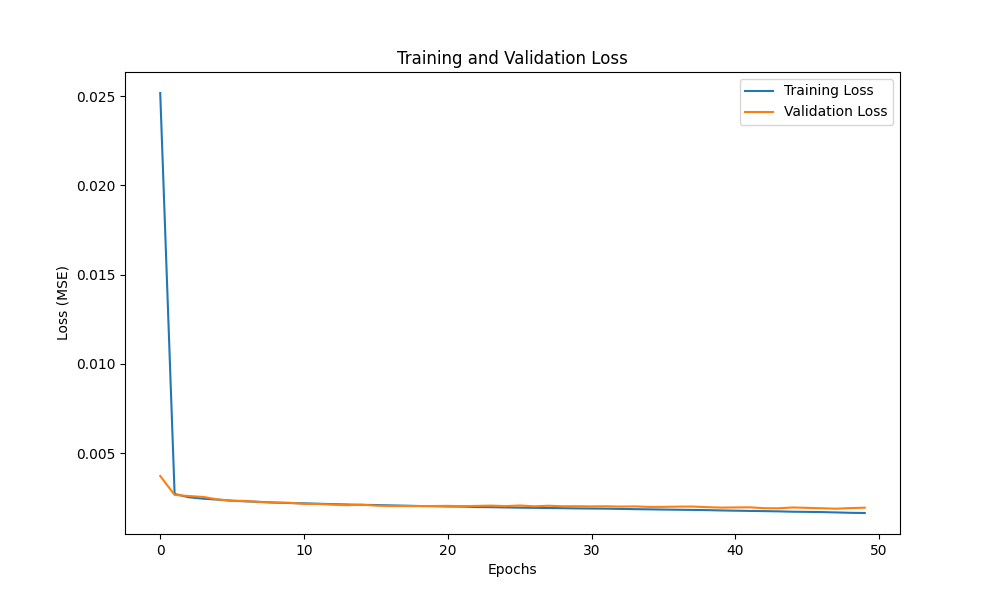 Training and Validation Loss
Training Loss
Validation Loss
0.025
0.020
0.015
0.010
0.005
Loss (MSE)
0
10
20
30
40
50
Epochs